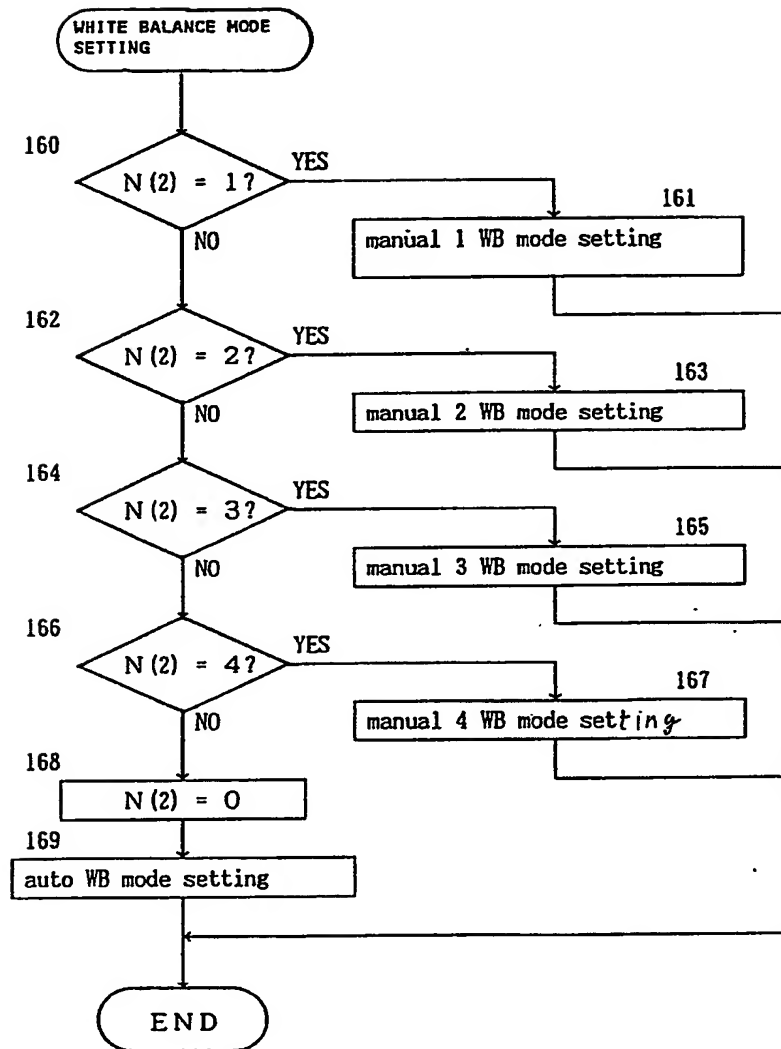 WHITE BALANCE MODE
SETTING
160
N(2) = 1?
YES
NO
161
manual 1 WB mode setting
162
N(2) = 2?
YES
NO
163
manual 2 WB mode setting
164
N(2) = 3?
YES
NO
165
manual 3 WB mode setting
166
N(2) = 4?
YES
NO
167
manual 4 WB mode setting
168
N(2) = 0
169
auto WB mode setting
END